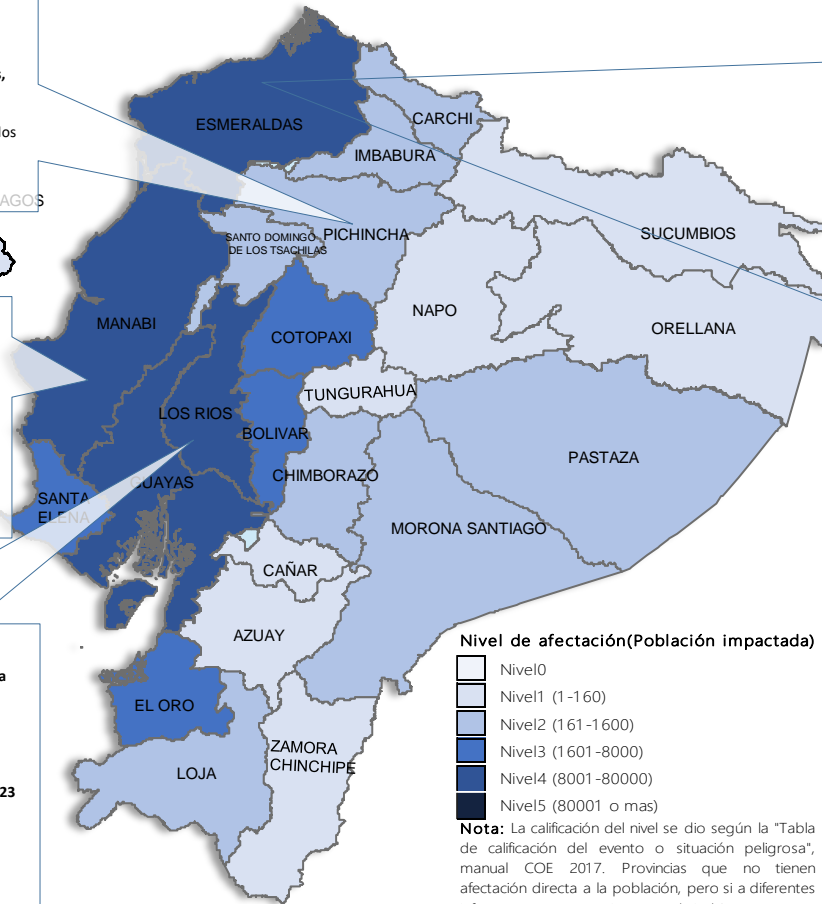 s,
los
AGOS
ESMERALDAS
CARCHI
IMBABURA
SANTO DOMINGO
DE LOS TSACHILAS
PICHINCHA
SUCUMBIOS
NAPO
ORELLANA
MANABI
COTOPAXI
TUNGURAHUA
LOS RIOS
BOLIVAR
PASTAZA
CHIMBORAZO
GUAYAS
SANTA
ELENA
MORONA SANTIAGO
CAÑAR
AZUAY
a
EL ORO
ZAMORA
CHINCHIPE
LOJA
23
Nivel de afectación(Población impactada)
Nivel0
Nivel1 (1-160)
Nivel2 (161-1600)
Nivel3 (1601-8000)
Nivel4 (8001-80000)
Nivel5 (80001 o mas)
Nota: La calificación del nivel se dio según la "Tabla
de calificación del evento o situación peligrosa",
manual COE 2017. Provincias que no tienen
afectación directa a la población, pero si a diferentes